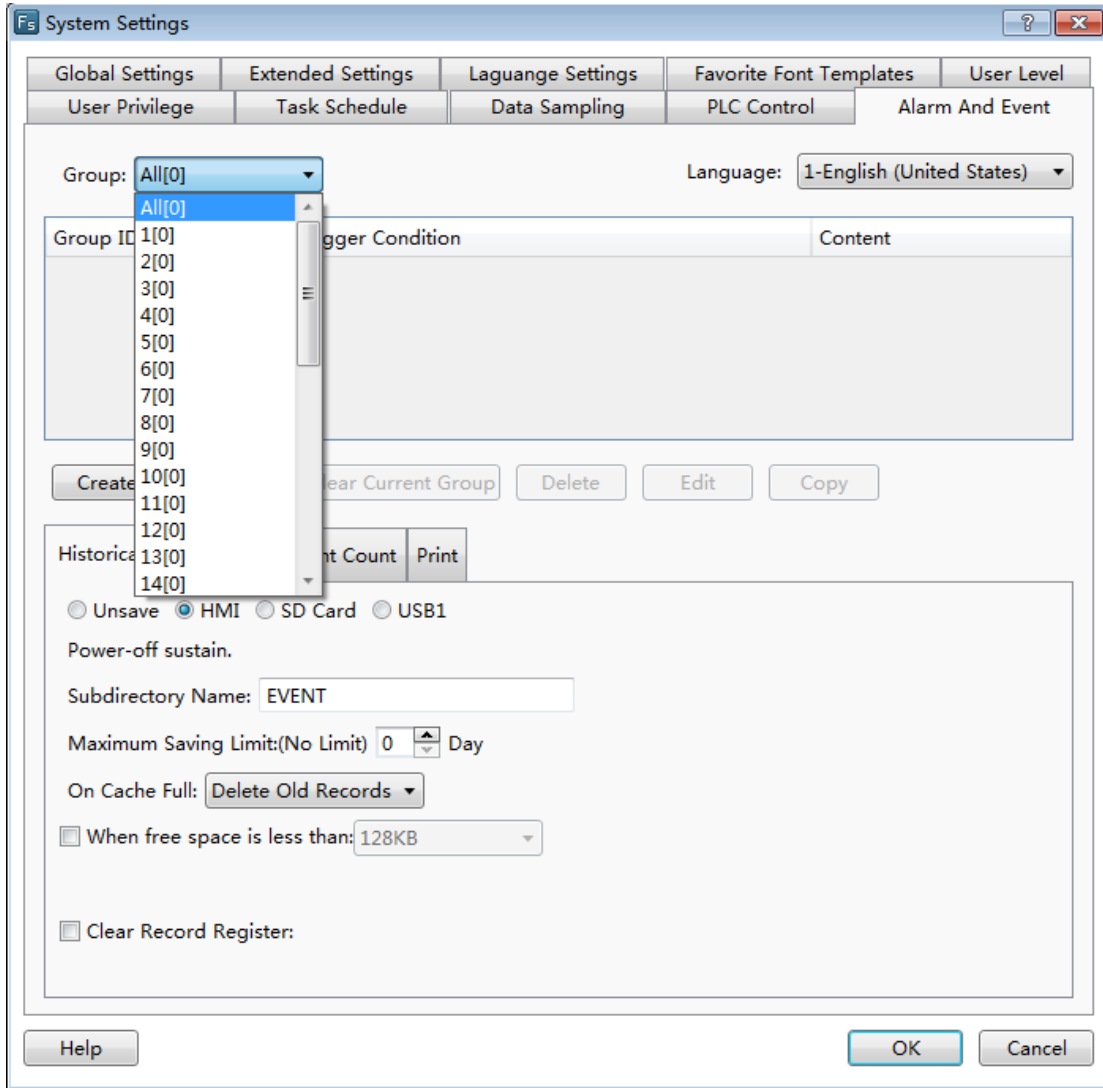 Fs System Settings
Global Settings Extended Settings Laguange Settings Favorite Font Templates User Level
User Privilege Task Schedule Data Sampling PLC Control Alarm And Event
Group: All[0] Language: 1-English (United States)
All[0]
Group ID gger Condition Content
1[0]
2[0]
3[0]
4[0]
5[0]
6[0]
7[0]
8[0]
9[0]
Create 10[0] lear Current Group Delete Edit Copy
11[0]
12[0]
Historica 13[0] nt Count Print
14[0]
Unsave HMI SD Card USB1
Power-off sustain.
Subdirectory Name: EVENT
Maximum Saving Limit:(No Limit) 0 Day
On Cache Full: Delete Old Records
When free space is less than: 128KB
Clear Record Register:
Help OK Cancel